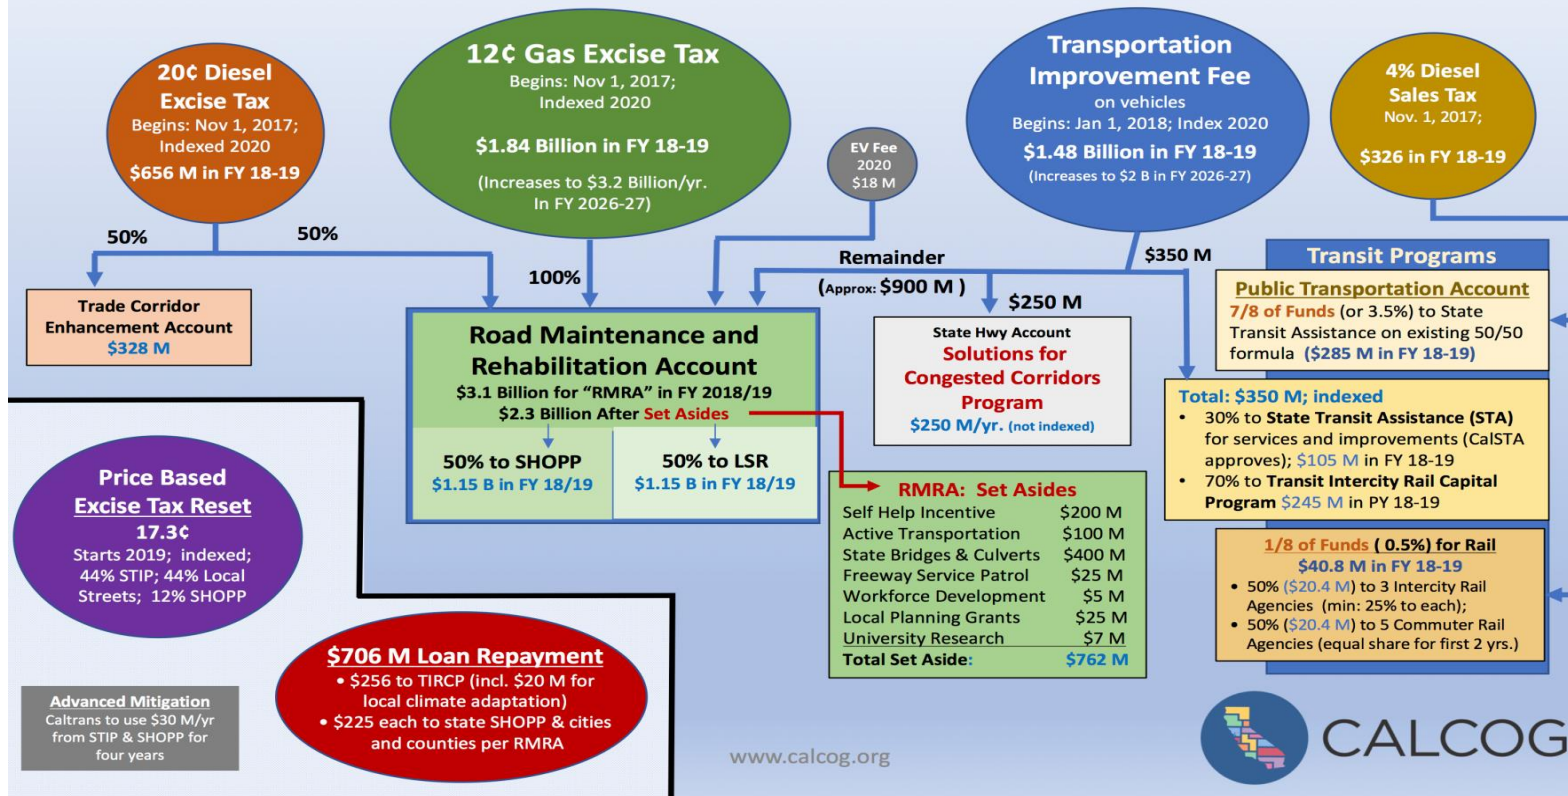 20¢ Diesel
Excise Tax
Begins: Nov 1, 2017;
Indexed 2020
$656 M in FY 18-19
12¢ Gas Excise Tax
Begins: Nov 1, 2017;
Indexed 2020
$1.84 Billion in FY 18-19
(Increases to $3.2 Billion/yr.
In FY 2026-27)
EV Fee
2020
$18 M
Transportation
Improvement Fee
on vehicles
Begins: Jan 1, 2018; Index 2020
$1.48 Billion in FY 18-19
(Increases to $2 B in FY 2026-27)
4% Diesel
Sales Tax
Nov. 1, 2017;
$326 in FY 18-19
50%
50%
100%
Remainder
(Approx: $900 M )
$250 M
$350 M
Trade Corridor
Enhancement Account
$328 M
Road Maintenance and
Rehabilitation Account
$3.1 Billion for “RMRA” in FY 2018/19
$2.3 Billion After Set Asides
50% to SHOPP
$1.15 B in FY 18/19
50% to LSR
$1.15 B in FY 18/19
State Hwy Account
Solutions for
Congested Corridors
Program
$250 M/yr. (not indexed)
Transit Programs
Public Transportation Account
7/8 of Funds (or 3.5%) to State
Transit Assistance on existing 50/50
formula ($285 M in FY 18-19)
Total: $350 M; indexed
• 30% to State Transit Assistance (STA)
for services and improvements (CalSTA
approves); $105 M in FY 18-19
• 70% to Transit Intercity Rail Capital
Program $245 M in PY 18-19
1/8 of Funds ( 0.5%) for Rail
$40.8 M in FY 18-19
• 50% ($20.4 M) to 3 Intercity Rail
Agencies (min: 25% to each);
• 50% ($20.4 M) to 5 Commuter Rail
Agencies (equal share for first 2 yrs.)
RMRA: Set Asides
Self Help Incentive $200 M
Active Transportation $100 M
State Bridges & Culverts $400 M
Freeway Service Patrol $25 M
Workforce Development $5 M
Local Planning Grants $25 M
University Research $7 M
Total Set Aside: $762 M
Price Based
Excise Tax Reset
17.3¢
Starts 2019; indexed;
44% STIP; 44% Local
Streets; 12% SHOPP
$706 M Loan Repayment
• $256 to TIRCP (incl. $20 M for
local climate adaptation)
• $225 each to state SHOPP & cities
and counties per RMRA
Advanced Mitigation
Caltrans to use $30 M/yr
from STIP & SHOPP for
four years
www.calcog.org
CALCOG